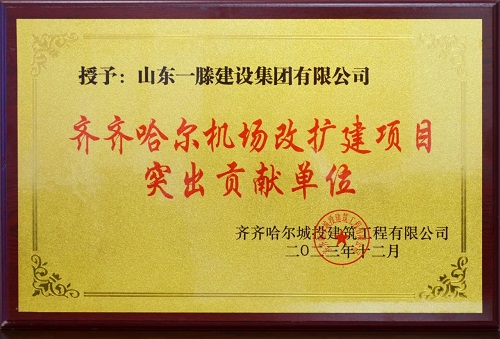 授予：山东一滕建设集团有限公司
齐齐哈尔机场改扩建项目
突出贡献单位
齐齐哈尔城投建筑工程有限公司
二〇二三年十二月